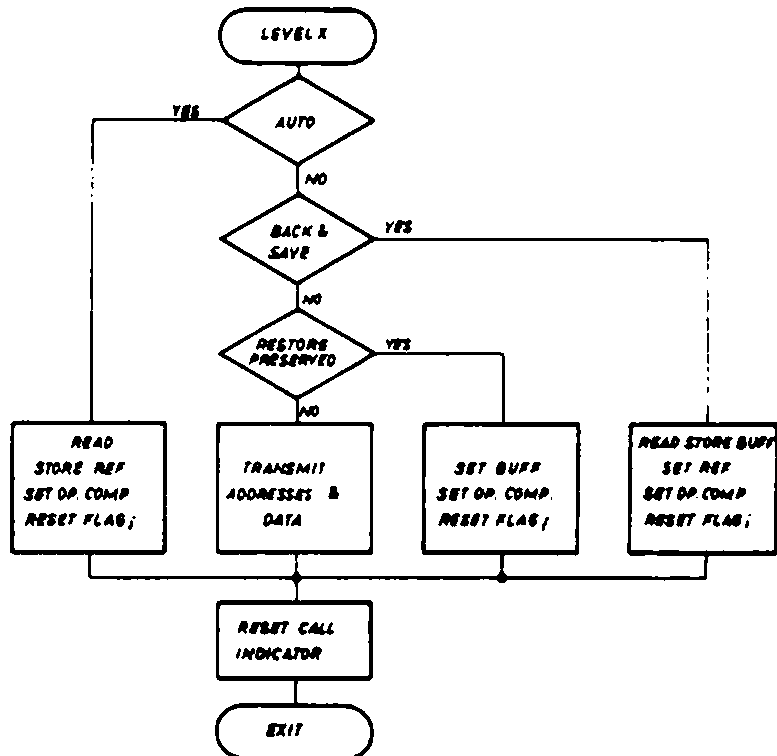 LEVEL X
AUTO
YES
NO
BACK &
SAVE
YES
NO
RESTORE
PRESERVED
YES
NO
READ
STORE REF
SET OP. COMP
RESET FLAG;
TRANSMIT
ADDRESSES &
DATA
SET BUFF
SET OP. COMP.
RESET FLAG;
READ STORE BUFF
SET REF
SET OP. COMP
RESET FLAG;
RESET CALL
INDICATOR
EXIT